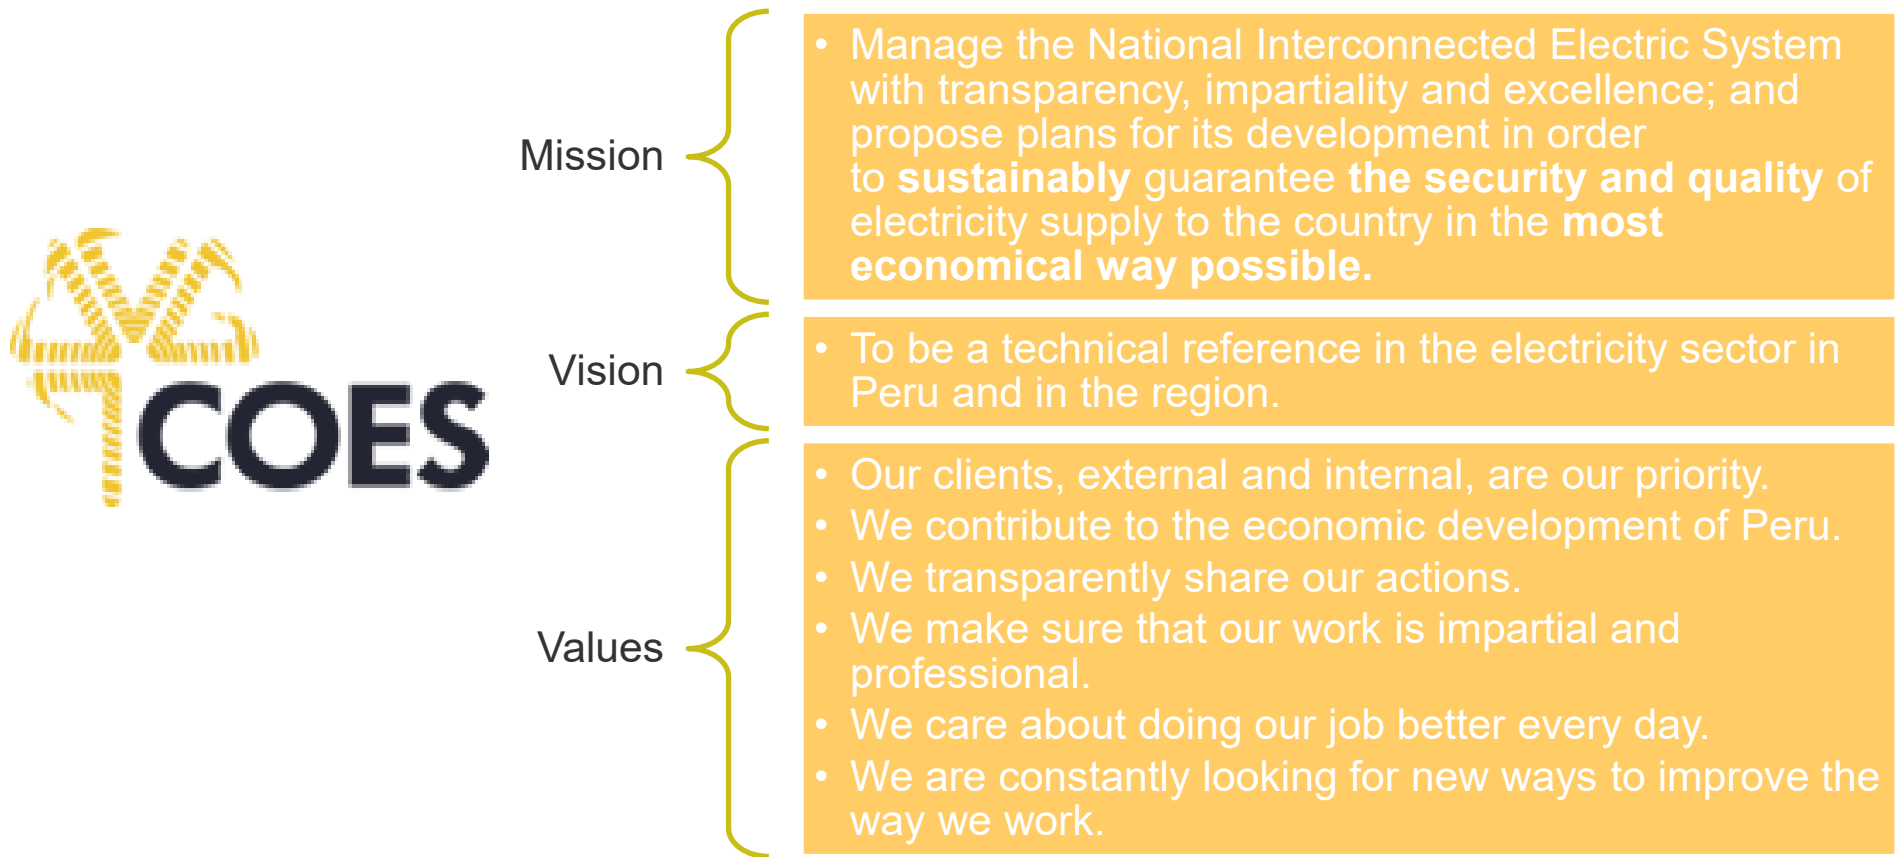 COES
Mission
• Manage the National Interconnected Electric System
with transparency, impartiality and excellence; and
propose plans for its development in order
to sustainably guarantee the security and quality of
electricity supply to the country in the most
economical way possible.
Vision
• To be a technical reference in the electricity sector in
Peru and in the region.
Values
• Our clients, external and internal, are our priority.
• We contribute to the economic development of Peru.
• We transparently share our actions.
• We make sure that our work is impartial and
professional.
• We care about doing our job better every day.
• We are constantly looking for new ways to improve the
way we work.